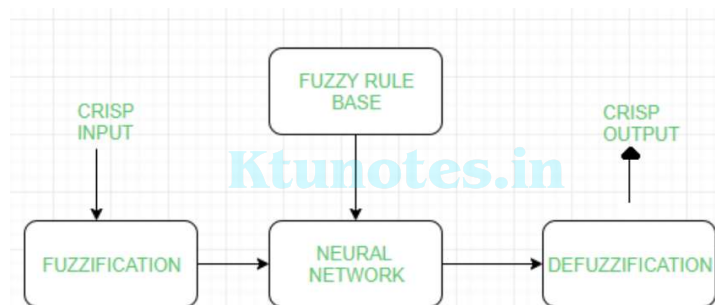 FUZZY RULE
BASE
CRISP
INPUT
CRISP
OUTPUT
Ktunotes.in
FUZZIFICATION
NEURAL
NETWORK
DEFUZZIFICATION